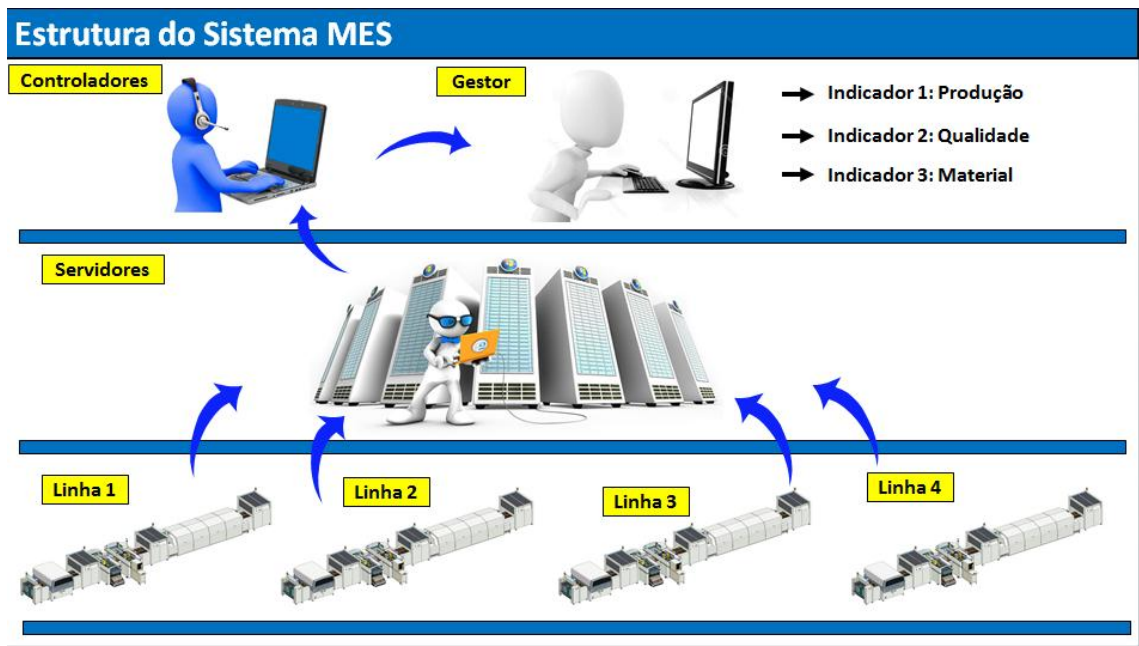 Estrutura do Sistema MES
Controladores
Gestor
Indicador 1: Produção
Indicador 2: Qualidade
Indicador 3: Material
Servidores
Linha 1
Linha 2
Linha 3
Linha 4